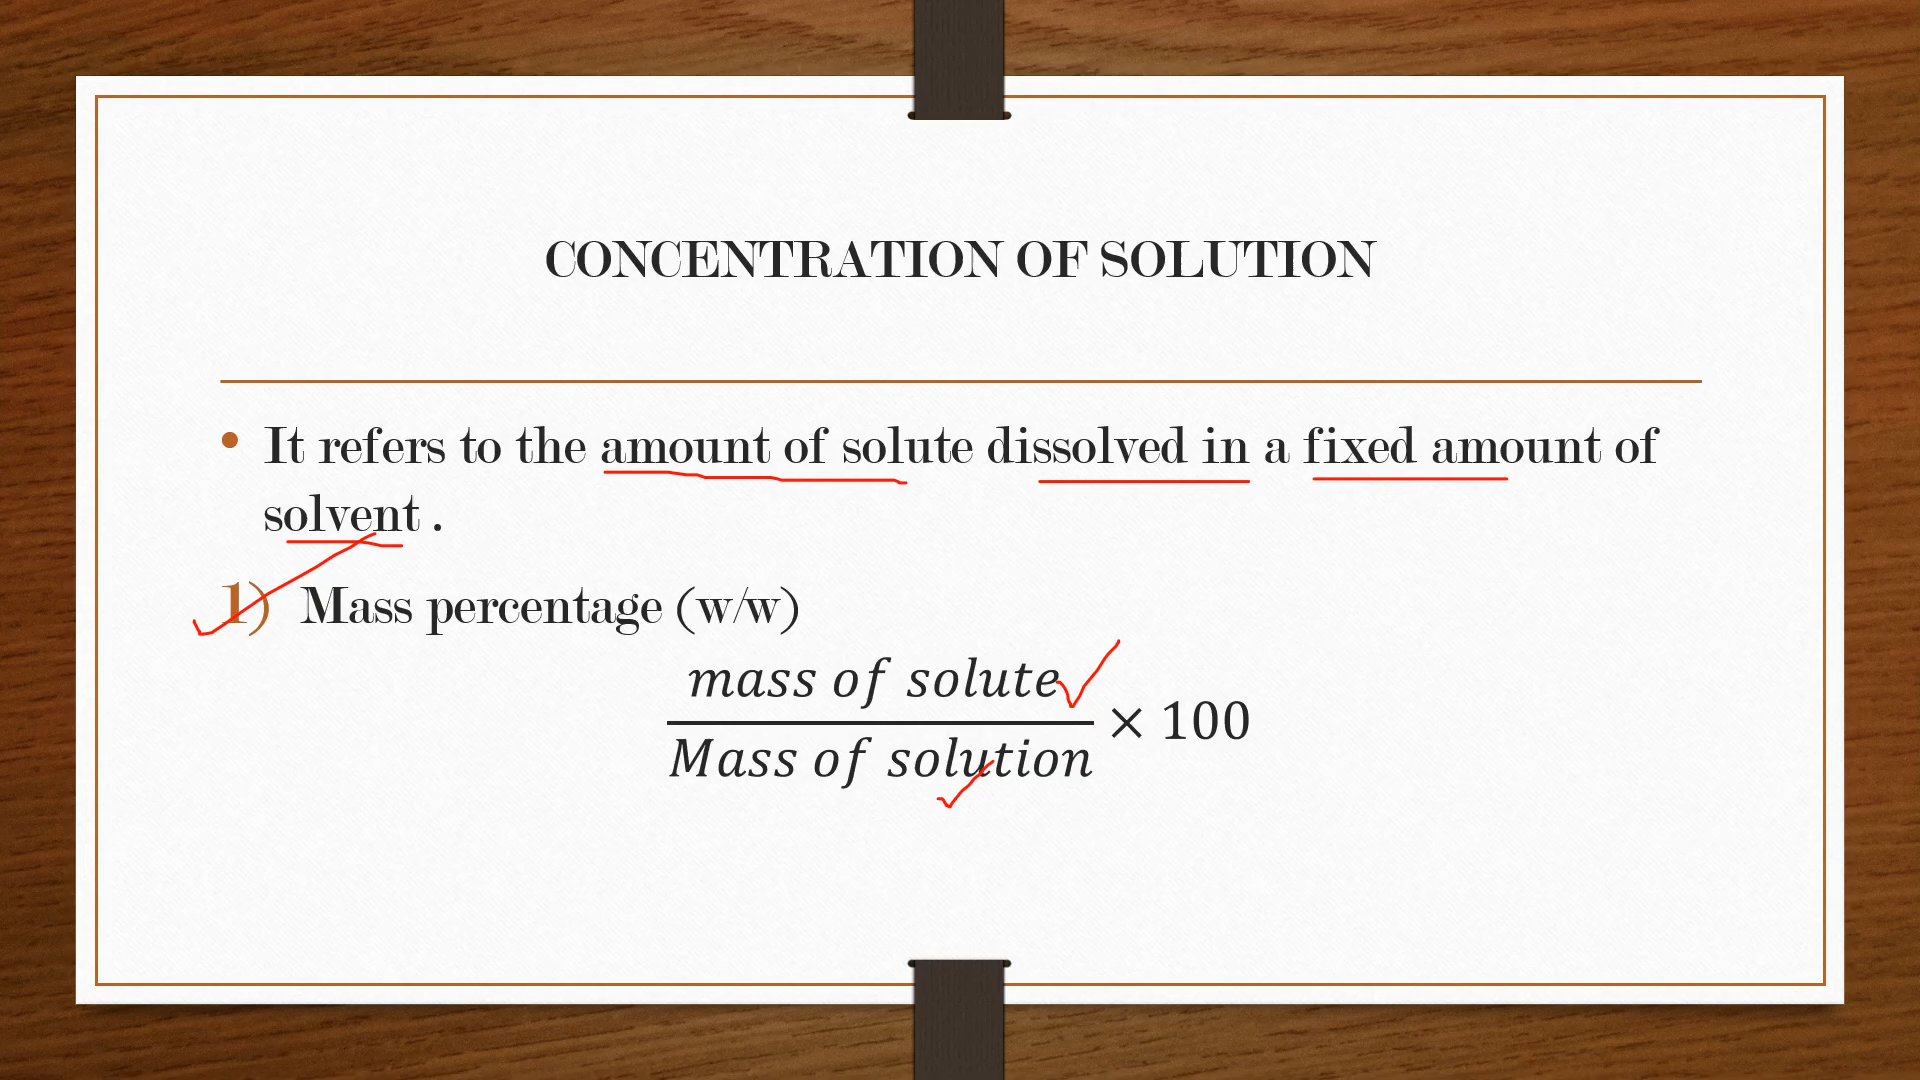 CONCENTRATION OF SOLUTION
• It refers to the amount of solute dissolved in a fixed amount of
solvent .
1) Mass percentage (w/w)
mass of solute
Mass of solution
× 100